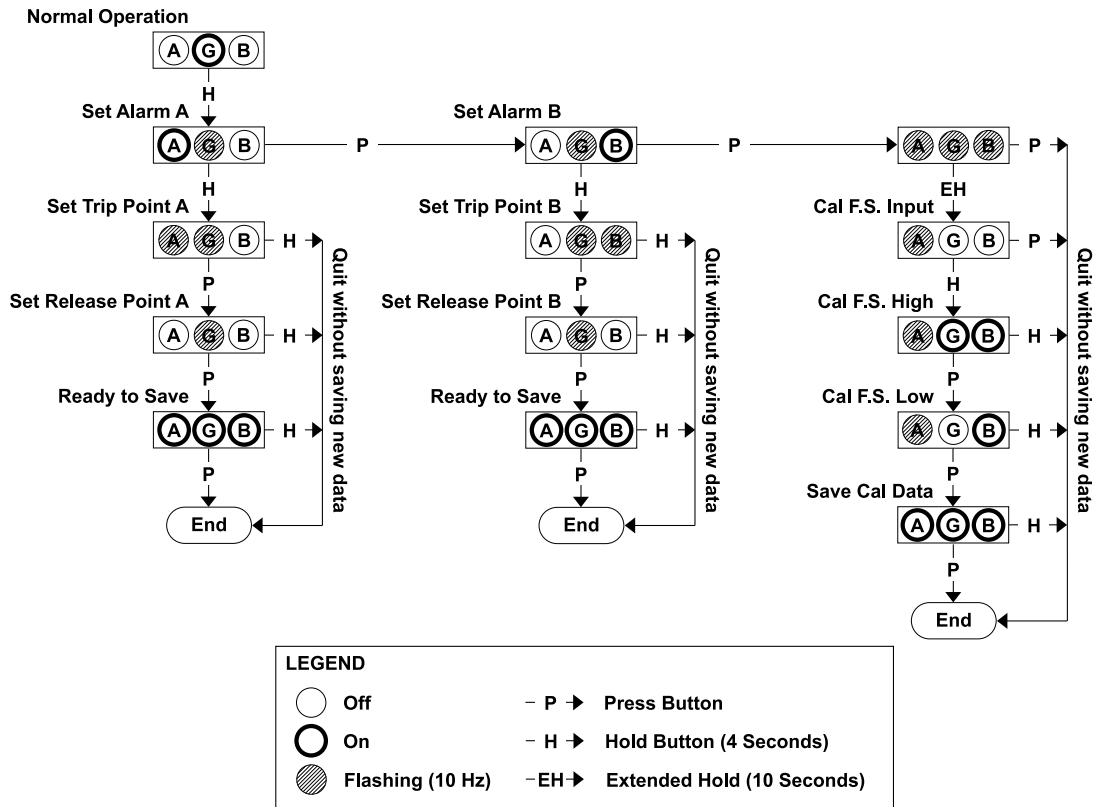 Normal Operation
A G B
H
Set Alarm A
A G B
P
Set Alarm B
A G B
P
A G B
P
H
H
EH
Set Trip Point A
A G B
H
Set Trip Point B
A G B
H
Cal F.S. Input
A G B
P
P
P
H
Set Release Point A
A G B
H
Set Release Point B
A G B
H
Cal F.S. High
A G B
H
P
P
P
Ready to Save
A G B
H
Ready to Save
A G B
H
Cal F.S. Low
A G B
H
P
P
P
Quit without saving new data
Quit without saving new data
Quit without saving new data
Save Cal Data
A G B
H
End
End
P
End
LEGEND
Off
P
Press Button
On
H
Hold Button (4 Seconds)
Flashing (10 Hz)
EH
Extended Hold (10 Seconds)